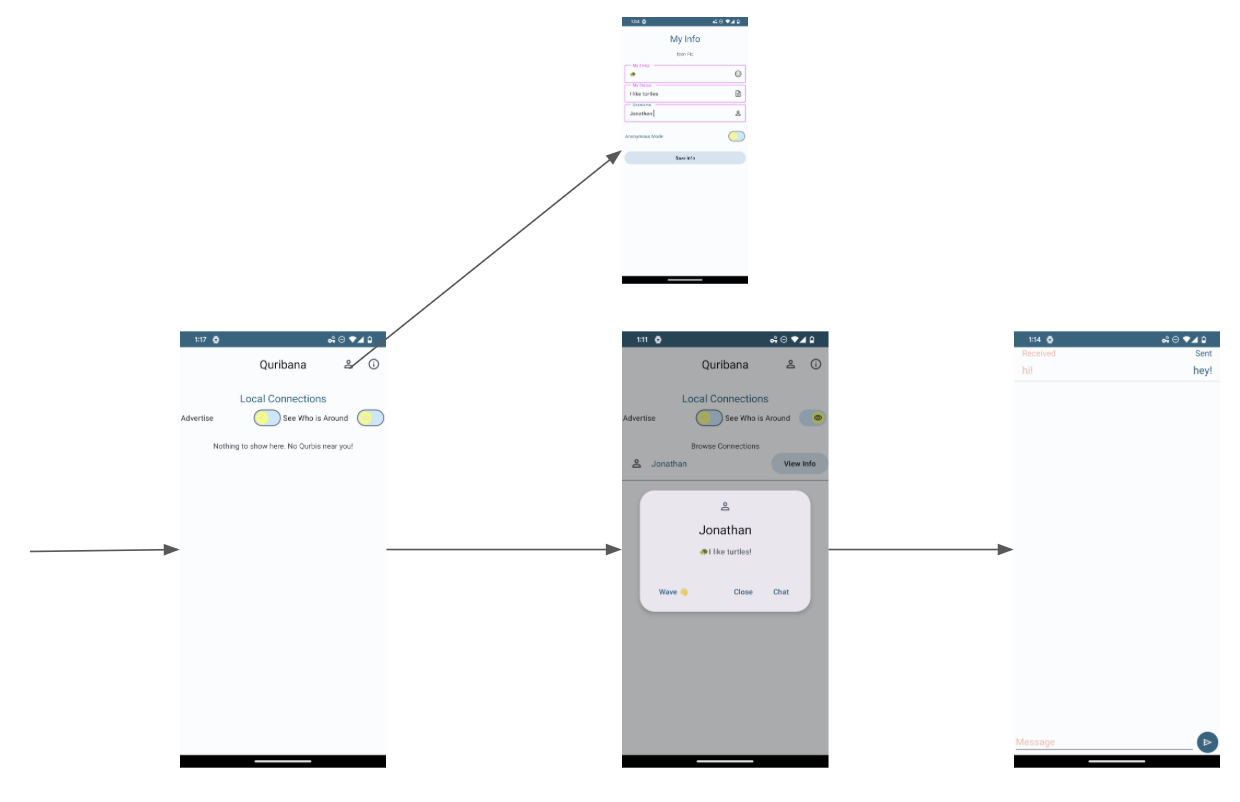 1:14
My Info
My Emoji
My Status
I like turtles
Username
Jonathan
Anonymous Mode
Save Info
1:17
Quribana
Local Connections
Advertise See Who is Around
Nothing to show here. No Qurbis near you!
1:11
Quribana
Local Connections
Advertise See Who is Around
Browse Connections
Jonathan View Info
Jonathan
🐢I like turtles!
Wave 👋 Close Chat
1:14
Received Sent
hi! hey!
Message